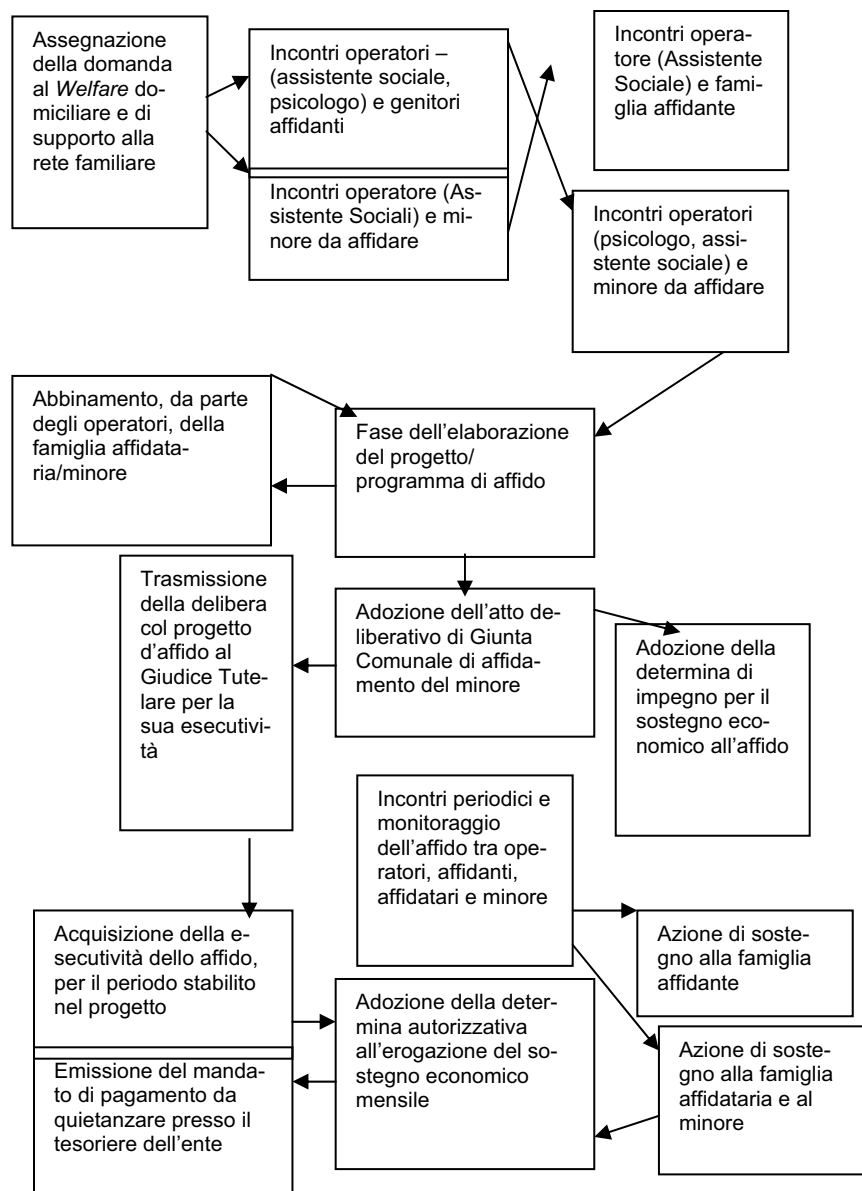 Assegnazione
della domanda
al Welfare do-
miciliare e di
supporto alla
rete familiare
Incontri operatori –
(assistente sociale,
psicologo) e genitori
affidanti
Incontri operatore (As-
sistente Sociali) e mi-
nore da affidare
Incontri opera-
tore (Assistente
Sociale) e fami-
glia affidante
Incontri operatori
(psicologo, assi-
stente sociale) e
minore da affidare
Abbinamento, da parte
degli operatori, della
famiglia affidata-
ria/minore
Fase dell’elaborazione
del progetto/
programma di affido
Trasmissione
della delibera
col progetto
d’affido al
Giudice Tute-
lare per la
sua esecutivi-
tà
Adozione dell’atto de-
liberativo di Giunta
Comunale di affida-
mento del minore
Adozione della
determina di
impegno per il
sostegno eco-
nomico all’affido
Incontri periodici e
monitoraggio
dell’affido tra ope-
ratori, affidanti,
affidatari e minore
Acquisizione della e-
secutività dello affido,
per il periodo stabilito
nel progetto
Emissione del manda-
to di pagamento da
quietanzare presso il
tesoriere dell’ente
Adozione della deter-
mina autorizzativa
all’erogazione del so-
stegno economico
mensile
Azione di soste-
gno alla famiglia
affidante
Azione di soste-
gno alla famiglia
affidataria e al
minore